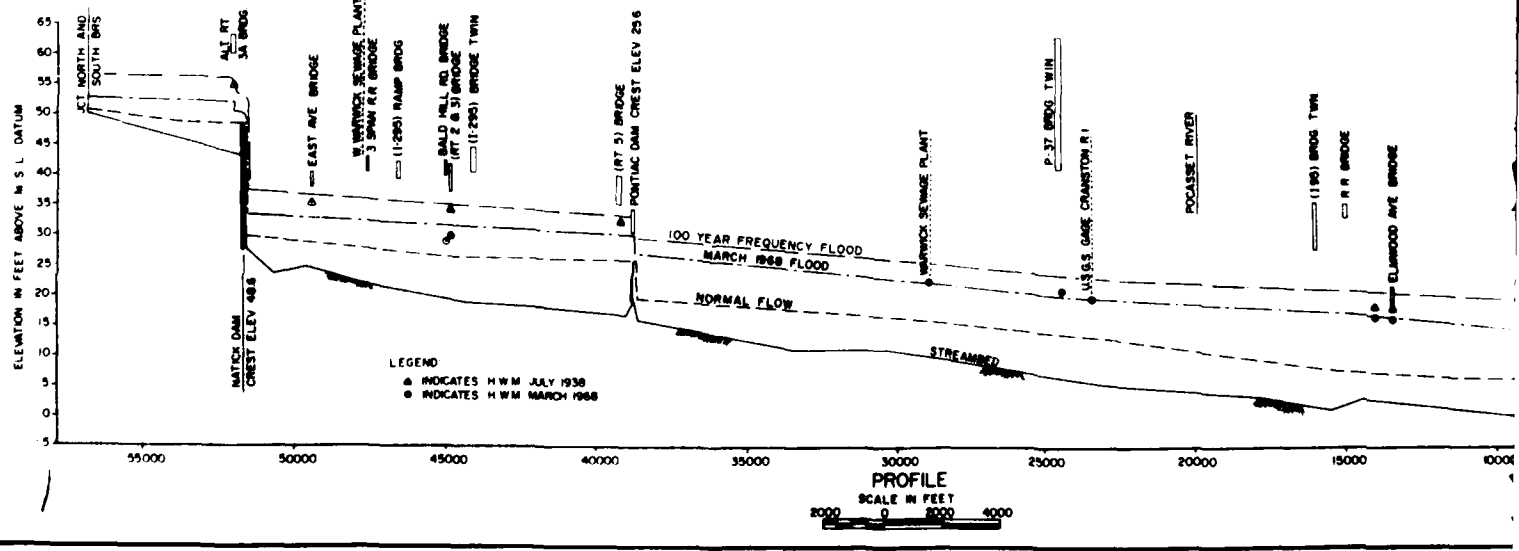 ELEVATION IN FEET ABOVE M S L DATUM
65
60
55
50
45
40
35
30
25
20
15
10
5
0
5
JCT NORTH AND
SOUTH BRS
ALT RT
3A BRDG
EAST AVE BRIDGE
W. WARWICK SEWAGE PLANT
3 SPAN R.R BRIDGE
(I-295) RAMP BRDG
BALD HILL RD. BRIDGE
(RT 2 & 3) BRIDGE
(I-295) BRIDGE TWIN
(RT 5) BRIDGE
PONTIAC DAM CREST ELEV 25 6
WARWICK SEWAGE PLANT
P-37 BRDG TWIN
U.S.G.S. GAGE CRANSTON R I
POCASSET RIVER
(I 95) BRDG TWIN
R R BRIDGE
ELMWOOD AVE BRIDGE
100 YEAR FREQUENCY FLOOD
MARCH 1968 FLOOD
NORMAL FLOW
STREAMBED
NATICK DAM
CREST ELEV 48.6
LEGEND
INDICATES H W M JULY 1938
INDICATES H W M MARCH 1968
55000
50000
45000
40000
35000
30000
25000
20000
15000
10000
PROFILE
SCALE IN FEET
2000 0 2000 4000